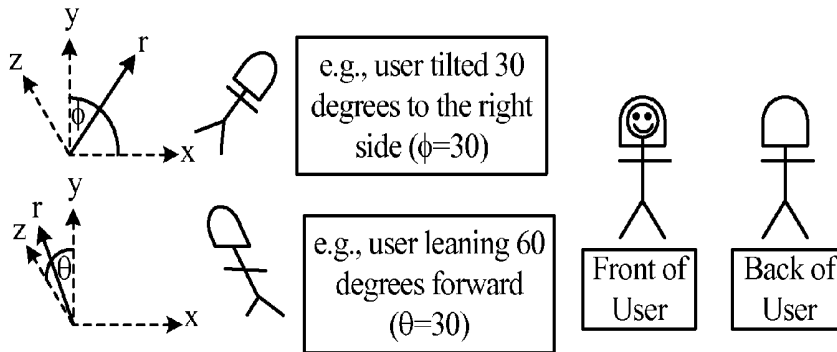 y
z
r
ϕ
x
e.g., user tilted 30
degrees to the right
side (ϕ=30)
y
r
z
θ
x
e.g., user leaning 60
degrees forward
(θ=30)
Front of
User
Back of
User